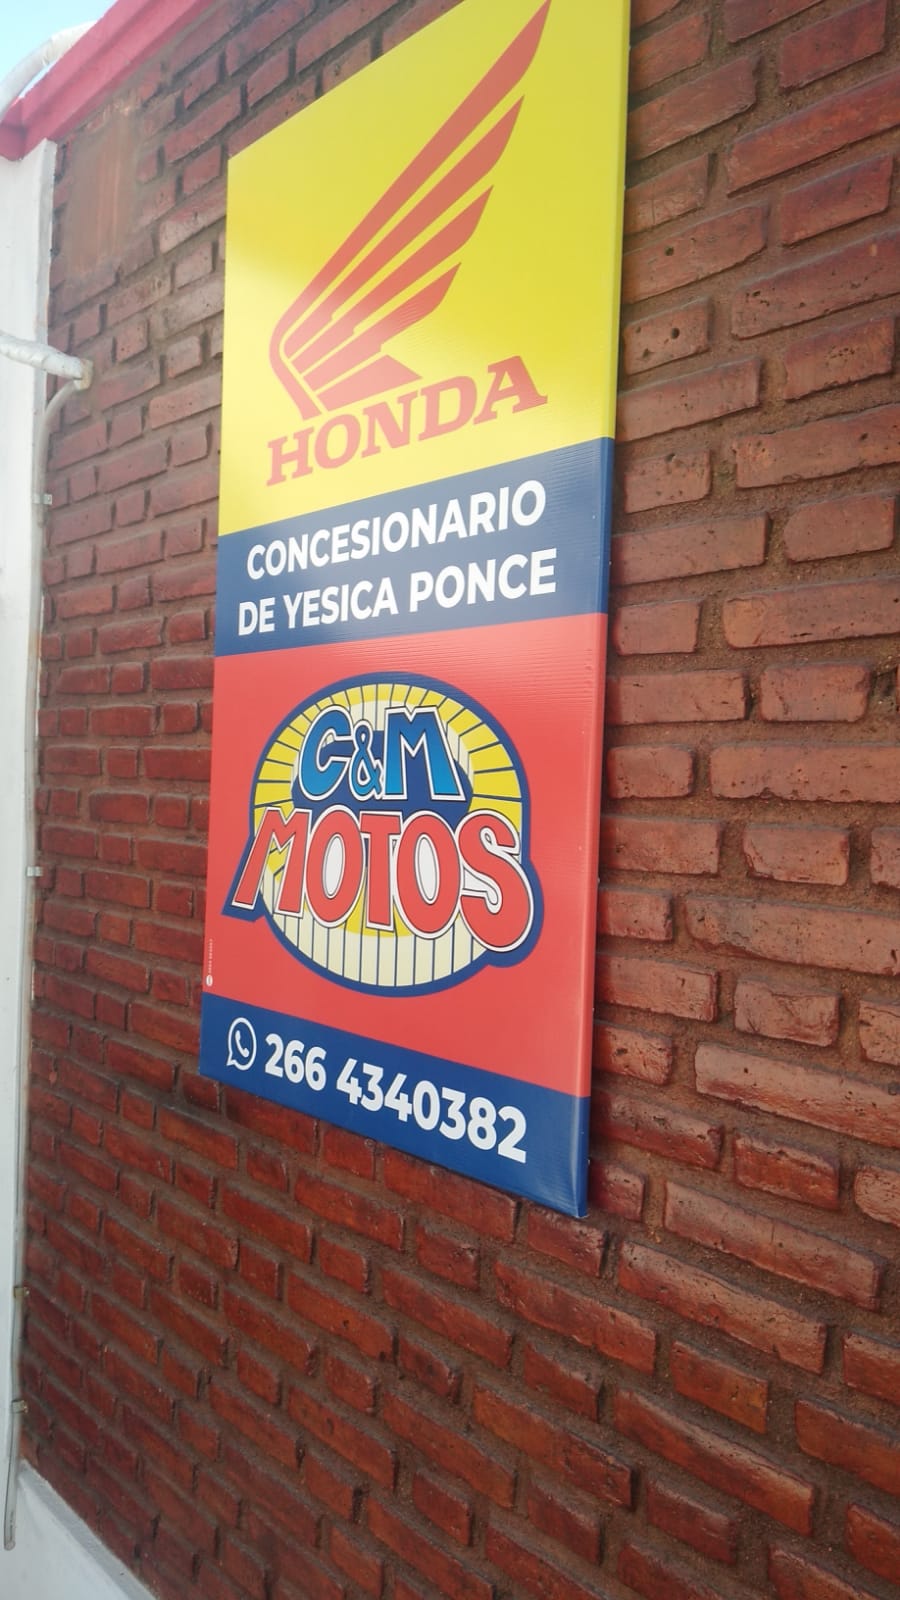 HONDA
CONCESIONARIO
DE YESICA PONCE
C&M
MOTOS
266 4340382